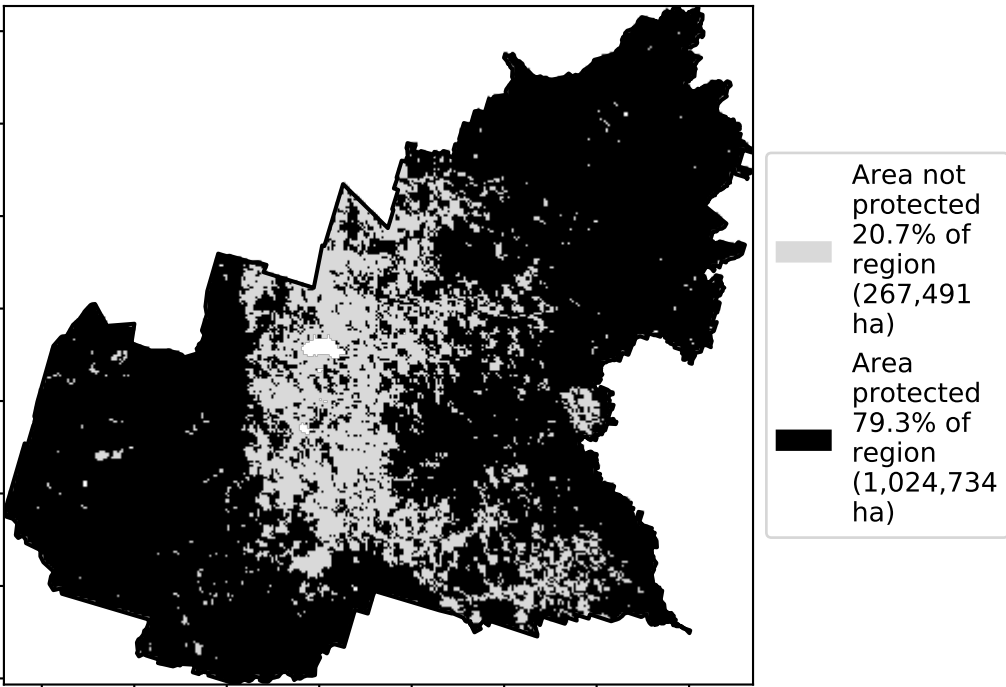 Area not
protected
20.7% of
region
(267,491
ha)
Area
protected
79.3% of
region
(1,024,734
ha)